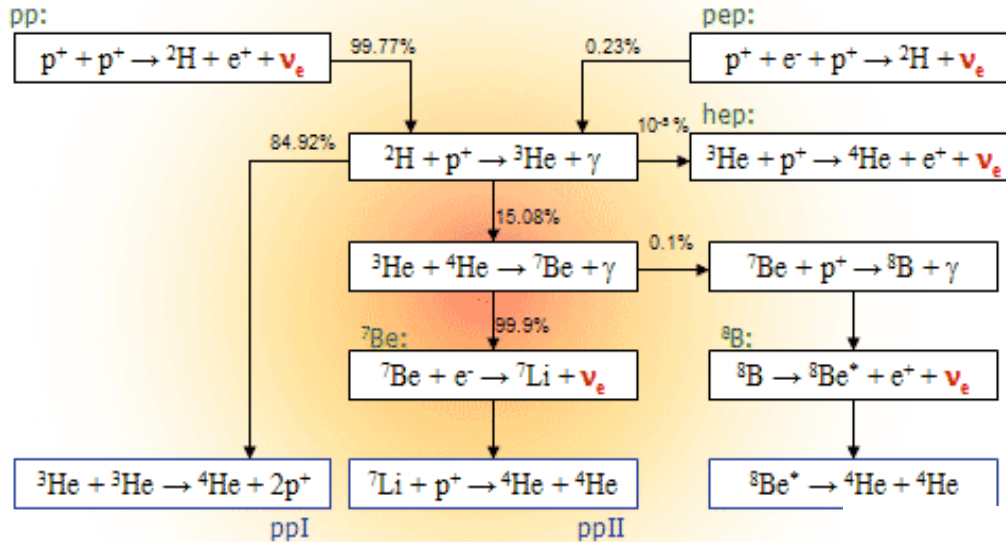 pp:
pep:
p⁺ + p⁺ → ²H + e⁺ + νₑ
99.77%
0.23%
p⁺ + e⁻ + p⁺ → ²H + νₑ
hep:
84.92%
²H + p⁺ → ³He + γ
10⁻⁵ %
³He + p⁺ → ⁴He + e⁺ + νₑ
15.08%
³He + ⁴He → ⁷Be + γ
0.1%
⁷Be + p⁺ → ⁸B + γ
99.9%
⁷Be:
⁸B:
⁷Be + e⁻ → ⁷Li + νₑ
⁸B → ⁸Be* + e⁺ + νₑ
³He + ³He → ⁴He + 2p⁺
⁷Li + p⁺ → ⁴He + ⁴He
⁸Be* → ⁴He + ⁴He
ppI
ppII